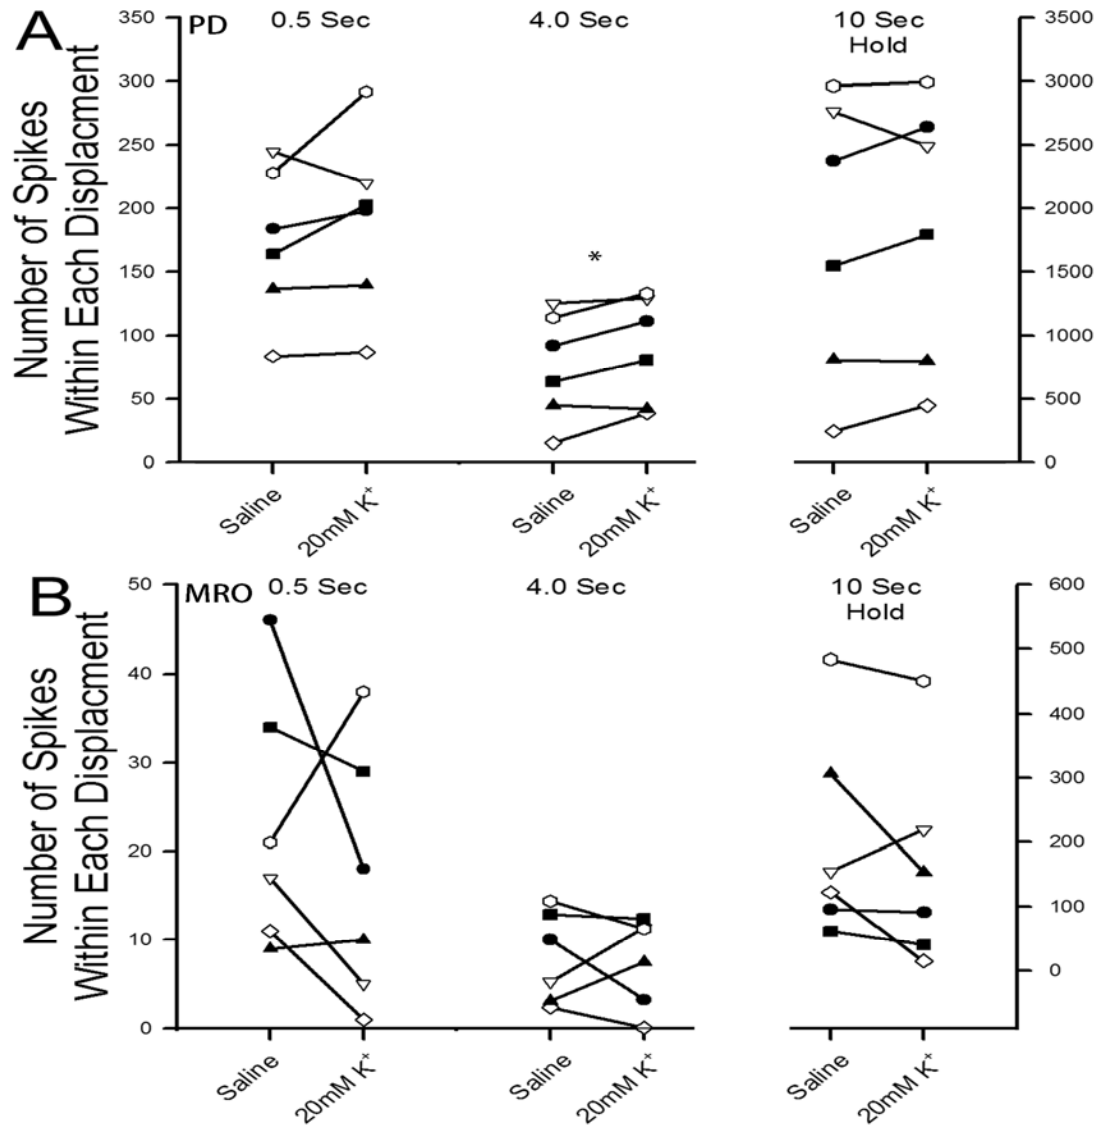 A
PD
0.5 Sec
4.0 Sec
10 Sec
Hold
Number of Spikes
Within Each Displacment
350
300
250
200
150
100
50
0
*
3500
3000
2500
2000
1500
1000
500
0
Saline
20mM K⁺
Saline
20mM K⁺
Saline
20mM K⁺
B
MRO
0.5 Sec
4.0 Sec
10 Sec
Hold
Number of Spikes
Within Each Displacment
50
40
30
20
10
0
600
500
400
300
200
100
0
Saline
20mM K⁺
Saline
20mM K⁺
Saline
20mM K⁺